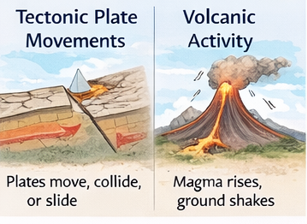 Tectonic Plate
Movements
Plates move, collide,
or slide
Volcanic
Activity
Magma rises,
ground shakes